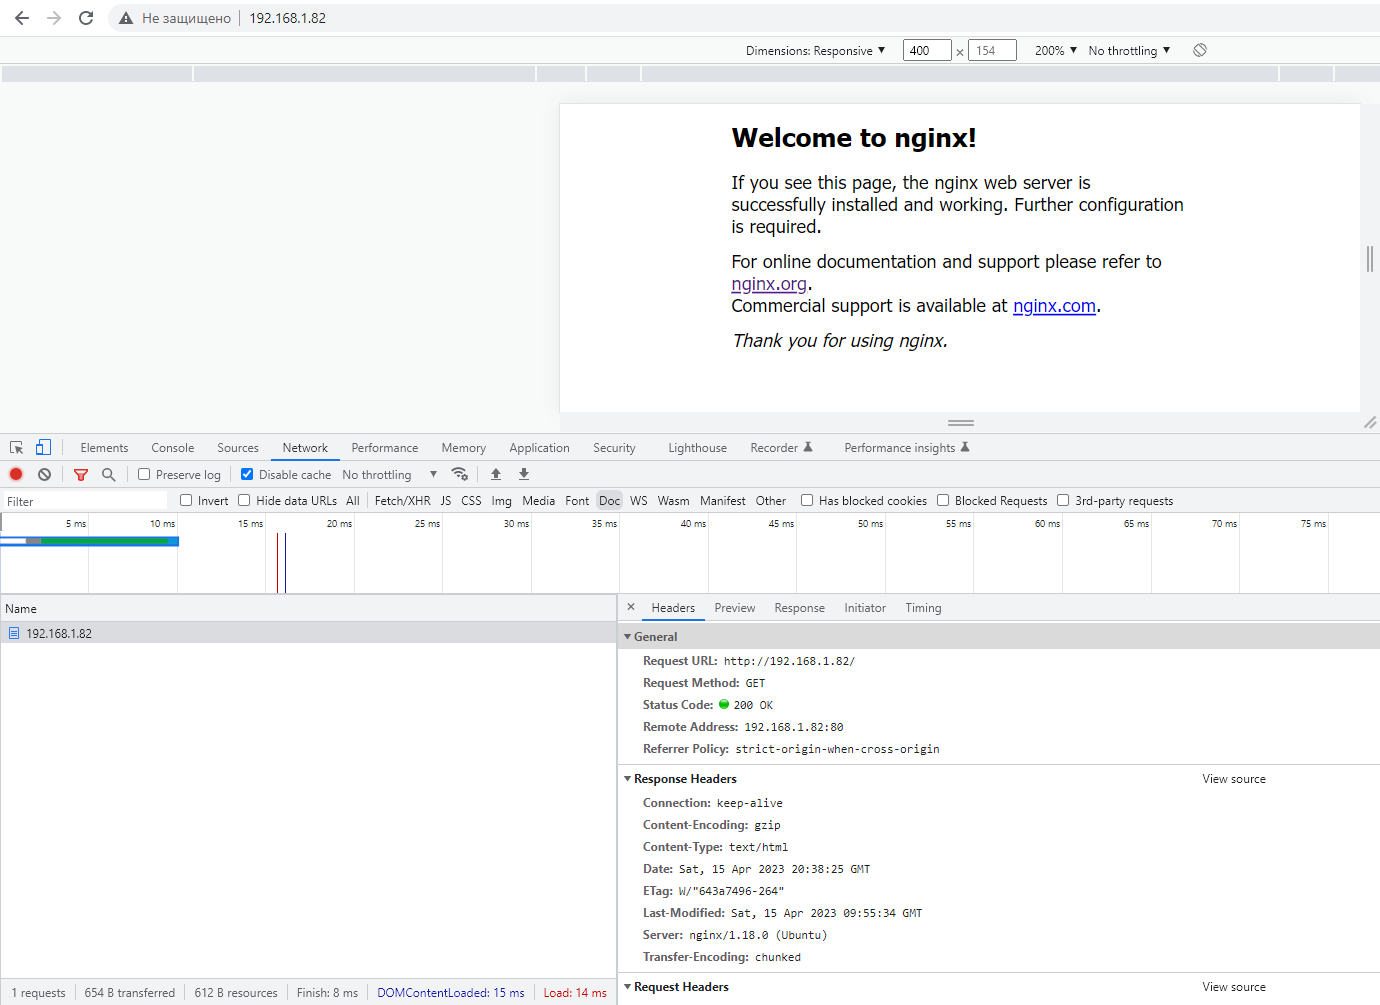 Не защищено 192.168.1.82
Dimensions: Responsive ▼ 400 × 154 200% ▼ No throttling ▼
Welcome to nginx!
If you see this page, the nginx web server is
successfully installed and working. Further configuration
is required.
For online documentation and support please refer to
nginx.org.
Commercial support is available at nginx.com.
Thank you for using nginx.
Elements Console Sources Network Performance Memory Application Security Lighthouse Recorder Performance insights
Preserve log Disable cache No throttling ▼
Filter Invert Hide data URLs All Fetch/XHR JS CSS Img Media Font Doc WS Wasm Manifest Other Has blocked cookies Blocked Requests 3rd-party requests
5 ms 10 ms 15 ms 20 ms 25 ms 30 ms 35 ms 40 ms 45 ms 50 ms 55 ms 60 ms 65 ms 70 ms 75 ms
Name
192.168.1.82
× Headers Preview Response Initiator Timing
General
Request URL: http://192.168.1.82/
Request Method: GET
Status Code: 200 OK
Remote Address: 192.168.1.82:80
Referrer Policy: strict-origin-when-cross-origin
Response Headers View source
Connection: keep-alive
Content-Encoding: gzip
Content-Type: text/html
Date: Sat, 15 Apr 2023 20:38:25 GMT
ETag: W/"643a7496-264"
Last-Modified: Sat, 15 Apr 2023 09:55:34 GMT
Server: nginx/1.18.0 (Ubuntu)
Transfer-Encoding: chunked
Request Headers View source
1 requests 654 B transferred 612 B resources Finish: 8 ms DOMContentLoaded: 15 ms Load: 14 ms